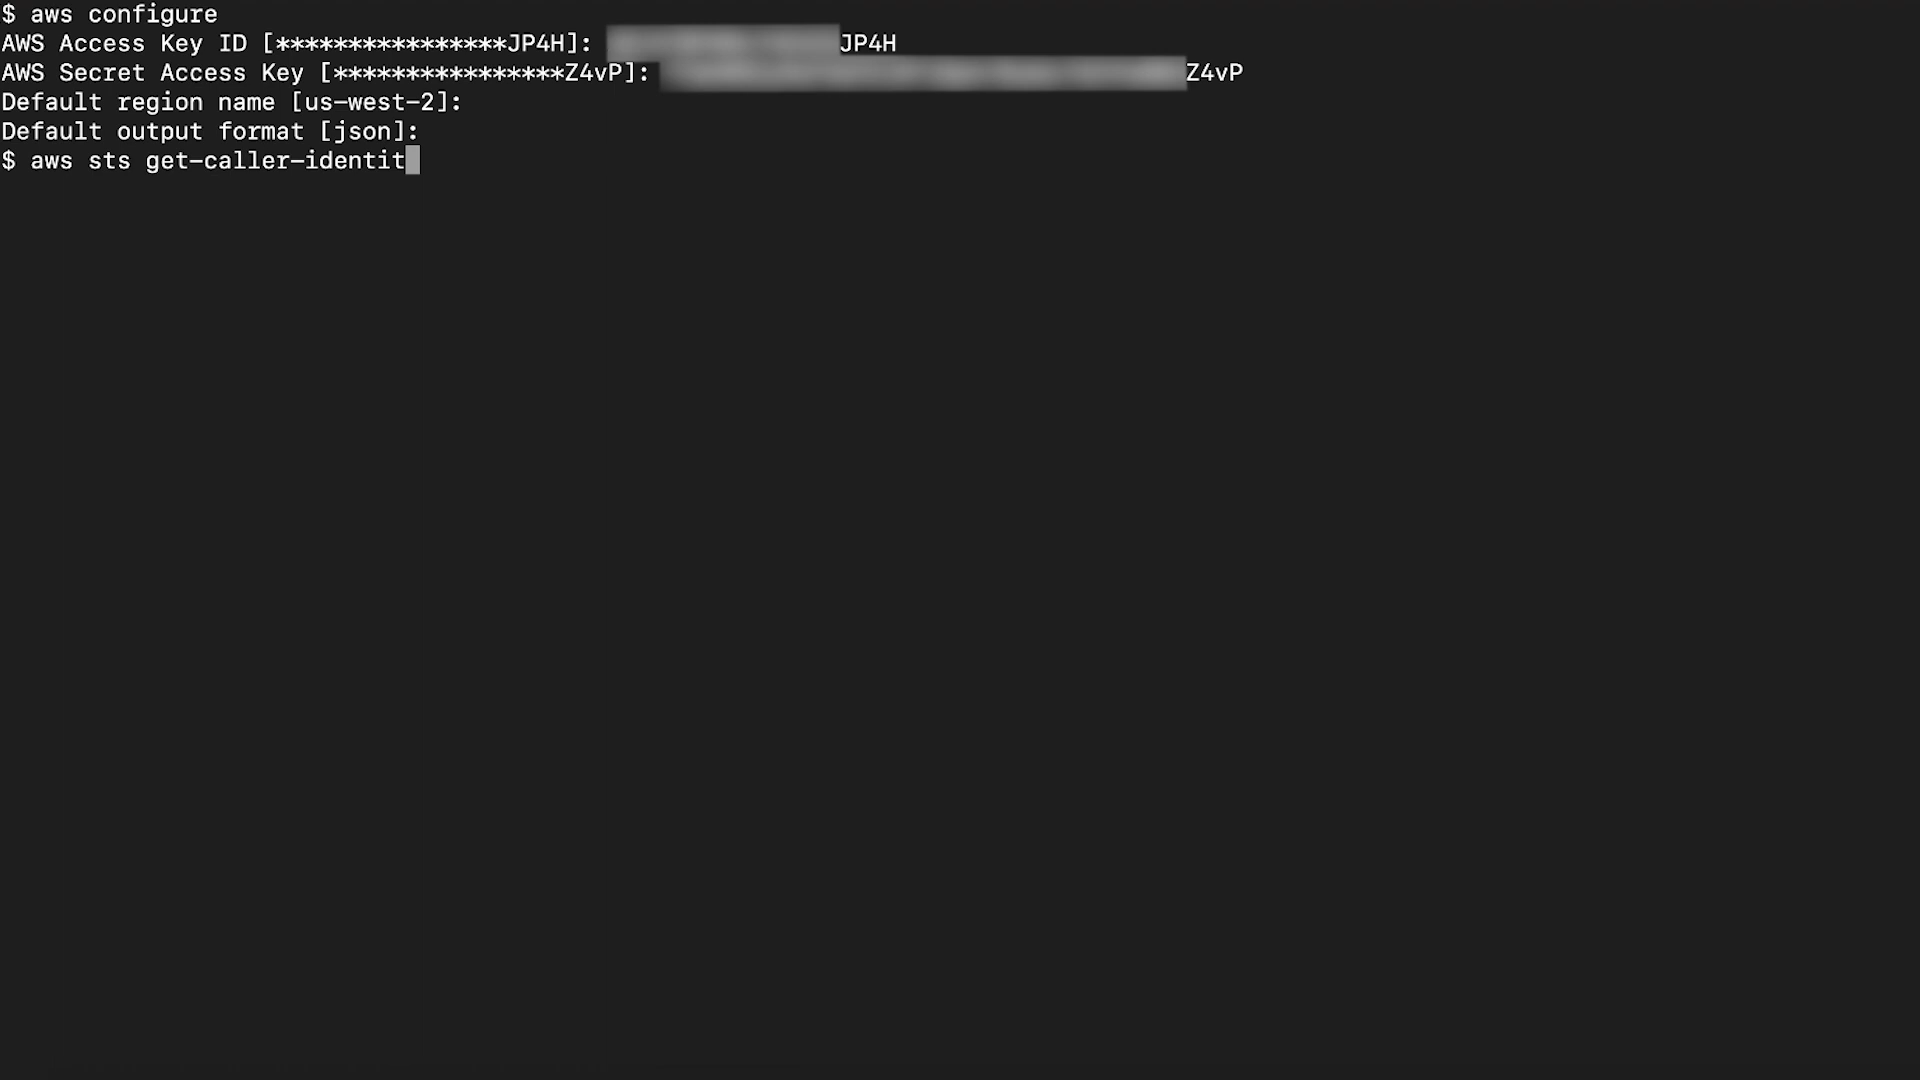 $ aws configure
AWS Access Key ID [****************JP4H]: JP4H
AWS Secret Access Key [****************Z4vP]: Z4vP
Default region name [us-west-2]:
Default output format [json]:
$ aws sts get-caller-identit